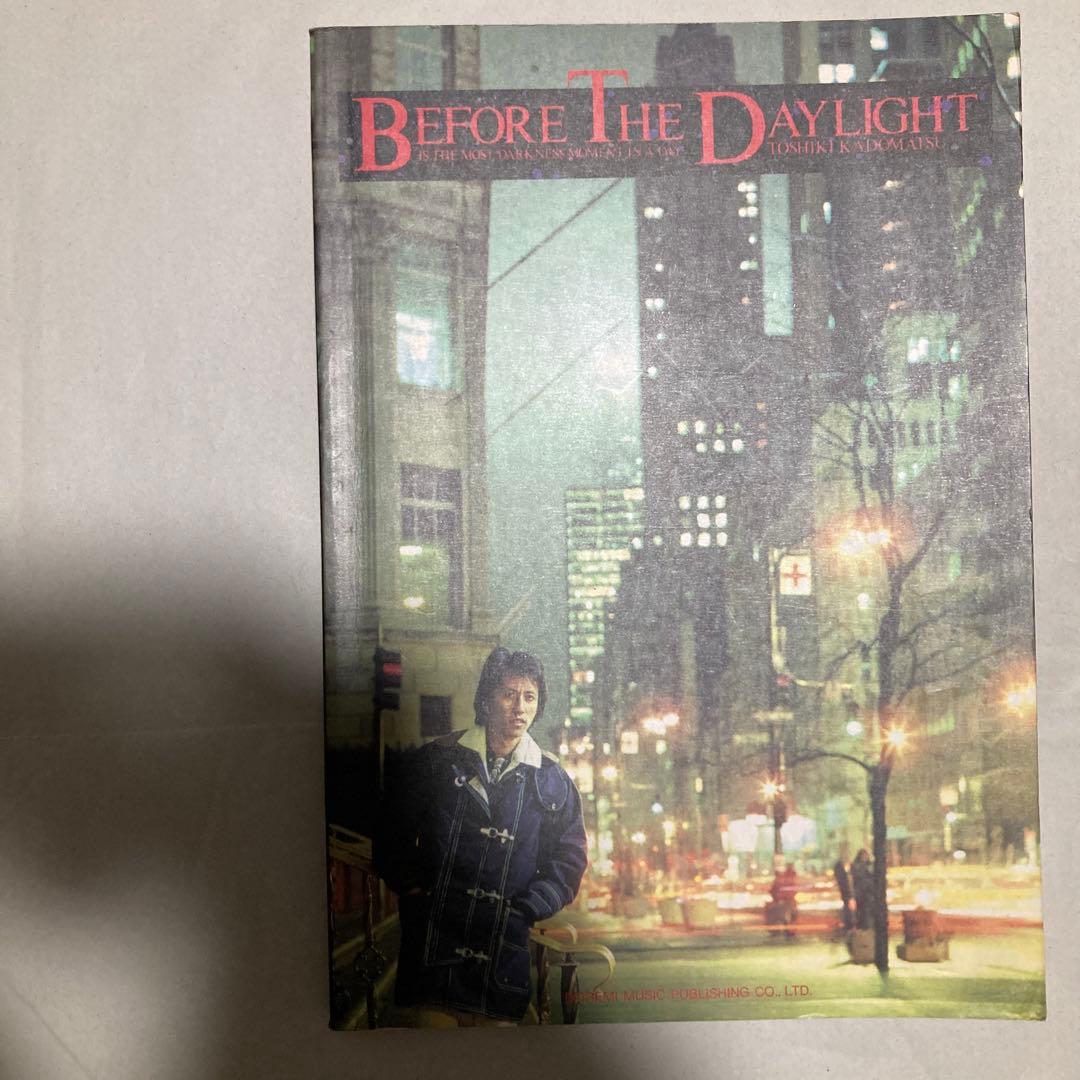 BEFORE THE DAYLIGHT
IS THE MOST DARKNESS MOMENT IN A DAY
TOSHIKI KADOMATSU
DOREMI MUSIC PUBLISHING CO., LTD.